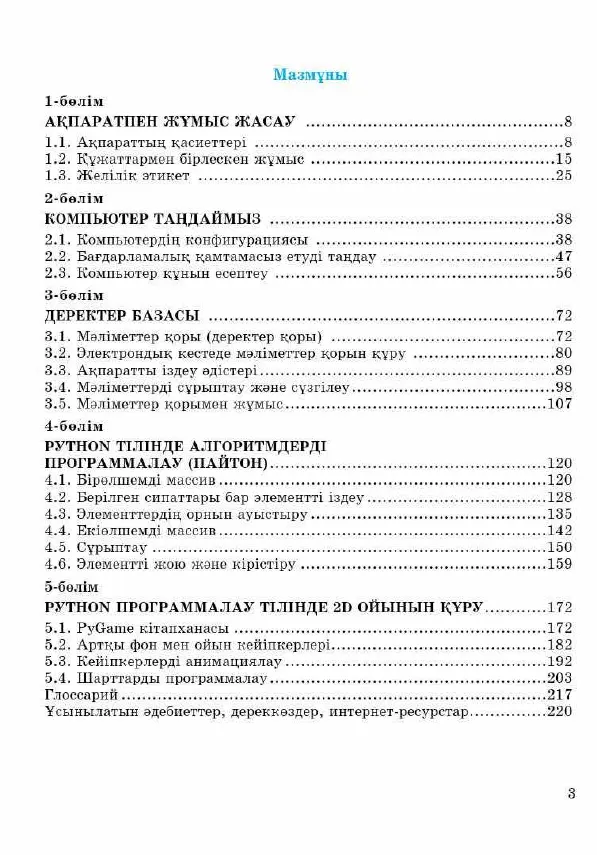 Мазмұны
1-бөлім
АҚПАРАТПЕН ЖҰМЫС ЖАСАУ ....................................................8
1.1. Ақпараттың қасиеттері ..............................................................8
1.2. Құжаттармен бірлескен жұмыс ..................................................15
1.3. Желілік этикет ........................................................................25
2-бөлім
КОМПЬЮТЕР ТАҢДАЙМЫЗ ..........................................................38
2.1. Компьютердің конфигурациясы .................................................38
2.2. Бағдарламалық қамтамасыз етуді таңдау ....................................47
2.3. Компьютер құнын есептеу .........................................................56
3-бөлім
ДЕРЕКТЕР БАЗАСЫ ......................................................................72
3.1. Мәліметтер қоры (деректер қоры) ..............................................72
3.2. Электрондық кестеде мәліметтер қорын құру ..............................80
3.3. Ақпаратты іздеу әдістері............................................................89
3.4. Мәліметтерді сұрыптау және сүзгілеу.........................................98
3.5. Мәліметтер қорымен жұмыс.....................................................107
4-бөлім
PYTHON ТІЛІНДЕ АЛГОРИТМДЕРДІ
ПРОГРАММАЛАУ (ПАЙТОН).........................................................120
4.1. Бірөлшемді массив...................................................................120
4.2. Берілген сипаттары бар элементті іздеу.....................................128
4.3. Элементтердің орнын ауыстыру................................................135
4.4. Екіөлшемді массив...................................................................142
4.5. Сұрыптау ................................................................................150
4.6. Элементті жою және кірістіру...................................................159
5-бөлім
PYTHON ПРОГРАММАЛАУ ТІЛІНДЕ 2D ОЙЫНЫН ҚҰРУ............172
5.1. PyGame кітапханасы ................................................................172
5.2. Артқы фон мен ойын кейіпкерлері............................................182
5.3. Кейіпкерлерді анимациялау.....................................................192
5.4. Шарттарды программалау........................................................203
Глоссарий......................................................................................217
Ұсынылатын әдебиеттер, дереккөздер, интернет-ресурстар...............220
3